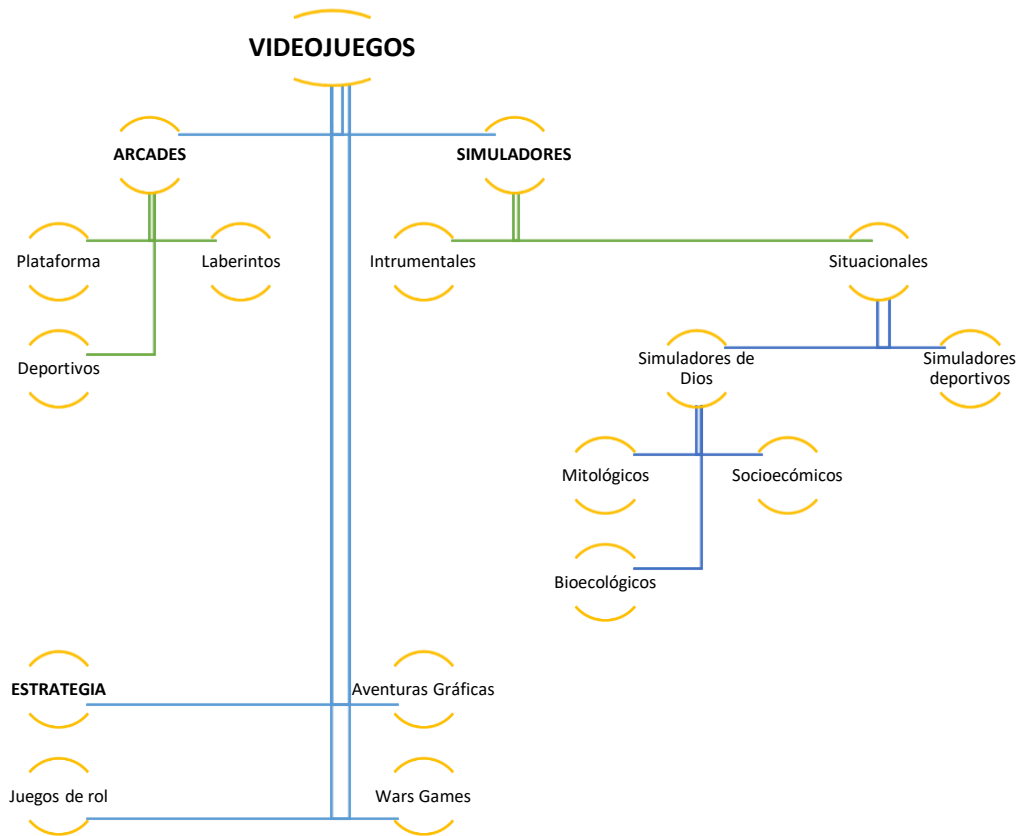 VIDEOJUEGOS
ARCADES
SIMULADORES
Plataforma
Laberintos
Intrumentales
Situacionales
Deportivos
Simuladores de
Dios
Simuladores
deportivos
Mitológicos
Socioecómicos
Bioecológicos
ESTRATEGIA
Aventuras Gráficas
Juegos de rol
Wars Games